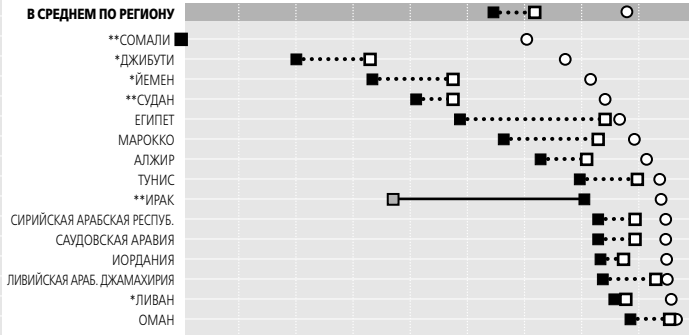 В СРЕДНЕМ ПО РЕГИОНУ
**СОМАЛИ
*ДЖИБУТИ
*ЙЕМЕН
**СУДАН
ЕГИПЕТ
МАРОККО
АЛЖИР
ТУНИС
**ИРАК
СИРИЙСКАЯ АРАБСКАЯ РЕСПУБ.
САУДОВСКАЯ АРАВИЯ
ИОРДАНИЯ
ЛИВИЙСКАЯ АРАБ. ДЖАМАХИРИЯ
*ЛИВАН
ОМАН